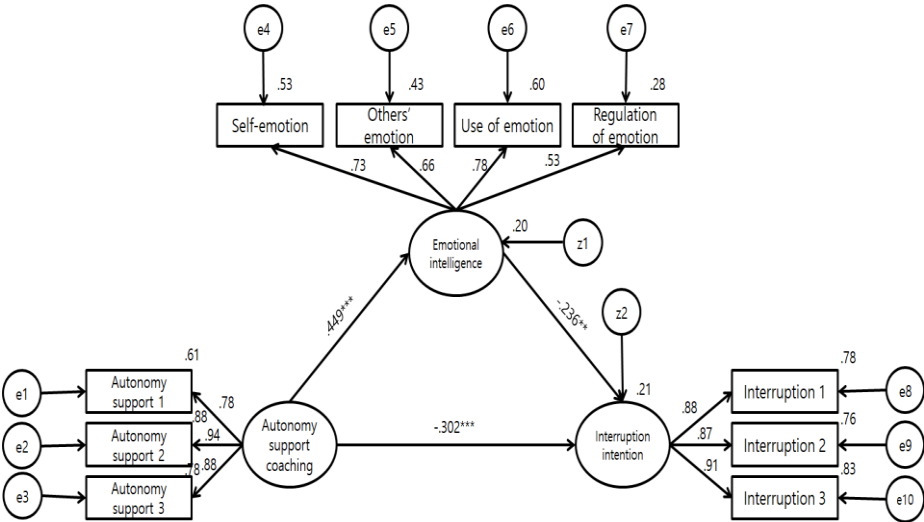 e4
e5
e6
e7
.53
.43
.60
.28
Self-emotion
Others'
emotion
Use of emotion
Regulation
of emotion
.73
.66
.78
.53
Emotional
intelligence
.20
z1
.449***
-.236**
z2
.61
.78
.21
e1
Autonomy
support 1
.78
.88
Interruption 1
e8
.88
.94
e2
Autonomy
support 2
Autonomy
support
coaching
-.302***
Interruption
intention
.87
Interruption 2
.76
e9
.78
.88
e3
Autonomy
support 3
.91
Interruption 3
.83
e10